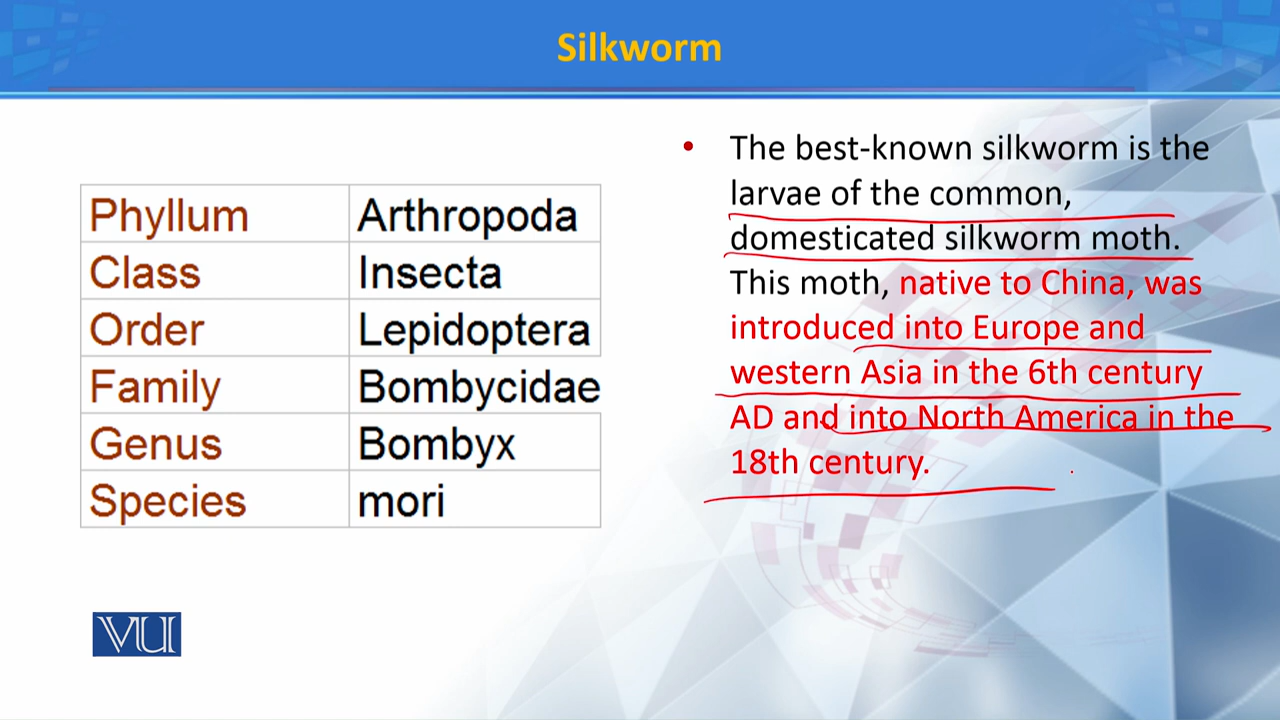 Silkworm
Phyllum Arthropoda
Class Insecta
Order Lepidoptera
Family Bombycidae
Genus Bombyx
Species mori
• The best-known silkworm is the
larvae of the common,
domesticated silkworm moth.
This moth, native to China, was
introduced into Europe and
western Asia in the 6th century
AD and into North America in the
18th century.
VU